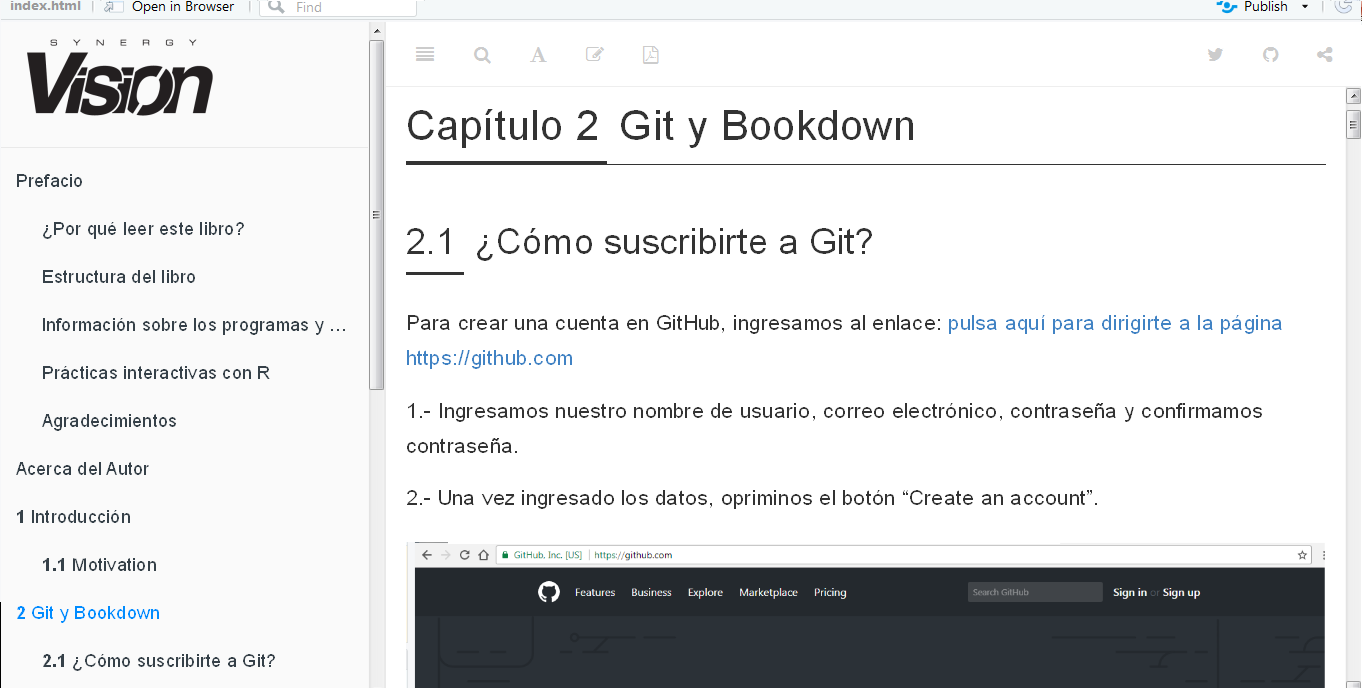 index.html
Open in Browser
Find
Publish
SYNERGY
Vision
Prefacio
¿Por qué leer este libro?
Estructura del libro
Información sobre los programas y ...
Prácticas interactivas con R
Agradecimientos
Acerca del Autor
1 Introducción
1.1 Motivation
2 Git y Bookdown
2.1 ¿Cómo suscribirte a Git?
Capítulo 2 Git y Bookdown
2.1 ¿Cómo suscribirte a Git?
Para crear una cuenta en GitHub, ingresamos al enlace: pulsa aquí para dirigirte a la página
https://github.com
1.- Ingresamos nuestro nombre de usuario, correo electrónico, contraseña y confirmamos
contraseña.
2.- Una vez ingresado los datos, opriminos el botón “Create an account”.
GitHub, Inc. [US] https://github.com
Features Business Explore Marketplace Pricing Search GitHub Sign in or Sign up